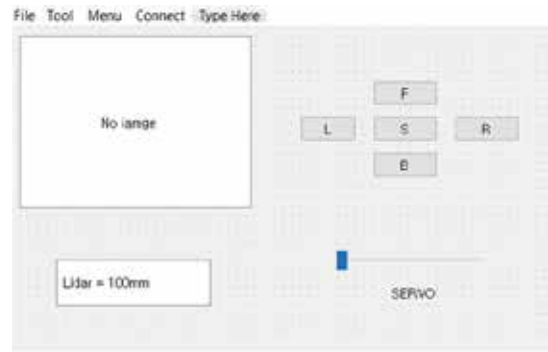 File Tool Menu Connect Type Here
No iamge
F
L S R
B
Lidar = 100mm
SERVO